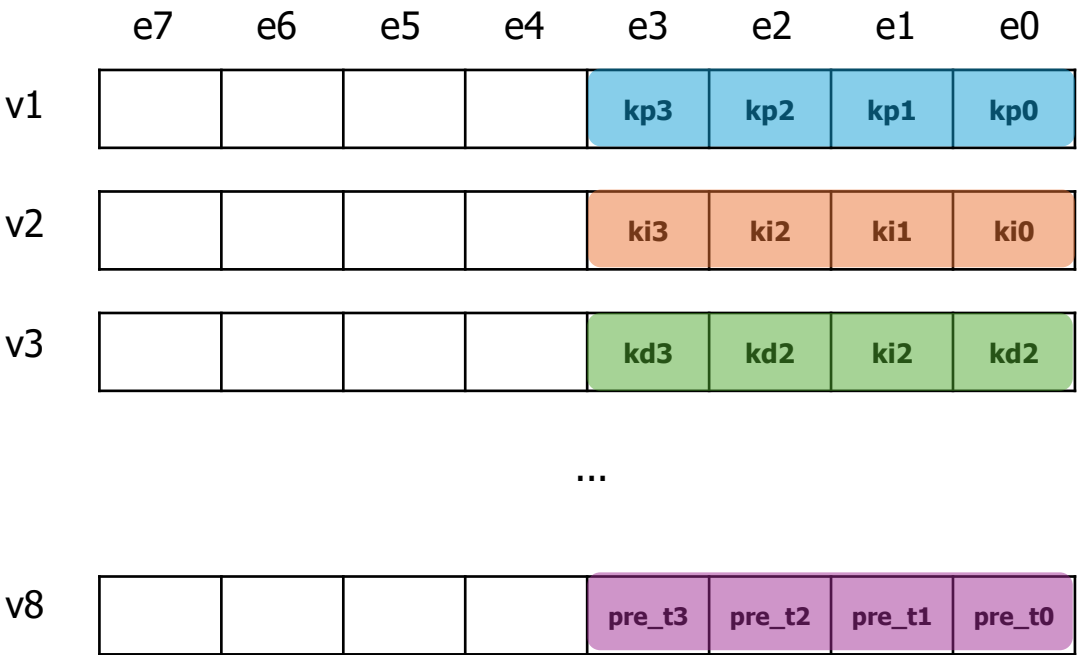 e7 e6 e5 e4 e3 e2 e1 e0
v1 kp3 kp2 kp1 kp0
v2 ki3 ki2 ki1 ki0
v3 kd3 kd2 ki2 kd2
...
v8 pre_t3 pre_t2 pre_t1 pre_t0